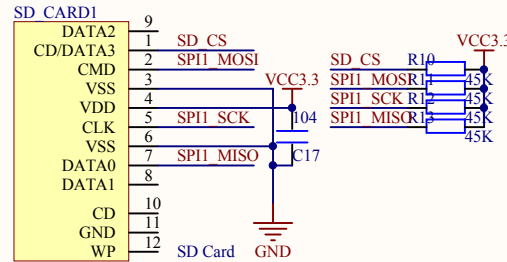 SD_CARD1
DATA2 9
CD/DATA3 1 SD_CS
CMD 2 SPI1_MOSI
VSS 3
VDD 4 VCC3.3
CLK 5 SPI1_SCK
VSS 6
DATA0 7 SPI1_MISO
DATA1 8
CD 10
GND 11
WP 12
SD Card
104
C17
GND
VCC3.3
SD_CS R10
SPI1_MOSI R11 45K
SPI1_SCK R12 45K
SPI1_MISO R13 45K
45K